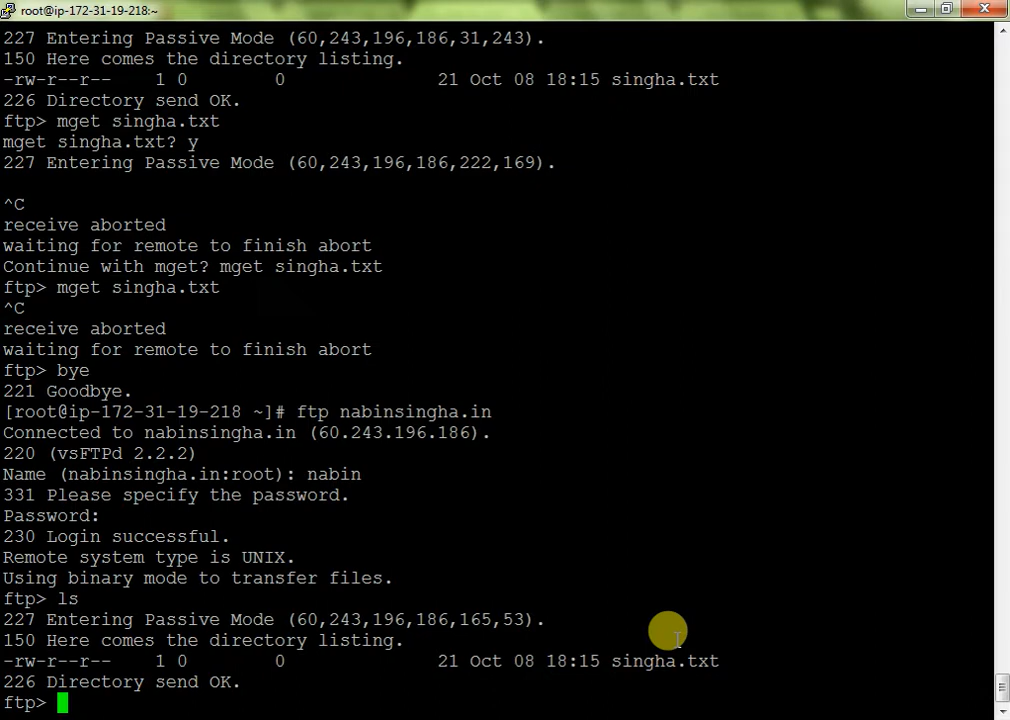 root@ip-172-31-19-218:~
227 Entering Passive Mode (60,243,196,186,31,243).
150 Here comes the directory listing.
-rw-r--r--    1 0        0              21 Oct 08 18:15 singha.txt
226 Directory send OK.
ftp> mget singha.txt
mget singha.txt? y
227 Entering Passive Mode (60,243,196,186,222,169).
^C
receive aborted
waiting for remote to finish abort
Continue with mget? mget singha.txt
ftp> mget singha.txt
^C
receive aborted
waiting for remote to finish abort
ftp> bye
221 Goodbye.
[root@ip-172-31-19-218 ~]# ftp nabinsingha.in
Connected to nabinsingha.in (60.243.196.186).
220 (vsFTPd 2.2.2)
Name (nabinsingha.in:root): nabin
331 Please specify the password.
Password:
230 Login successful.
Remote system type is UNIX.
Using binary mode to transfer files.
ftp> ls
227 Entering Passive Mode (60,243,196,186,165,53).
150 Here comes the directory listing.
-rw-r--r--    1 0        0              21 Oct 08 18:15 singha.txt
226 Directory send OK.
ftp>